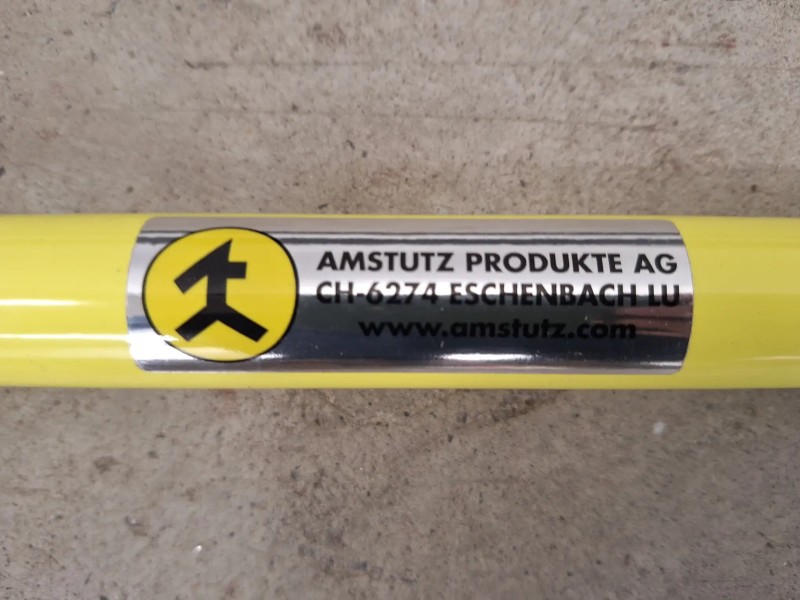 AMSTUTZ PRODUKTE AG
CH-6274 ESCHENBACH LU
www.amstutz.com